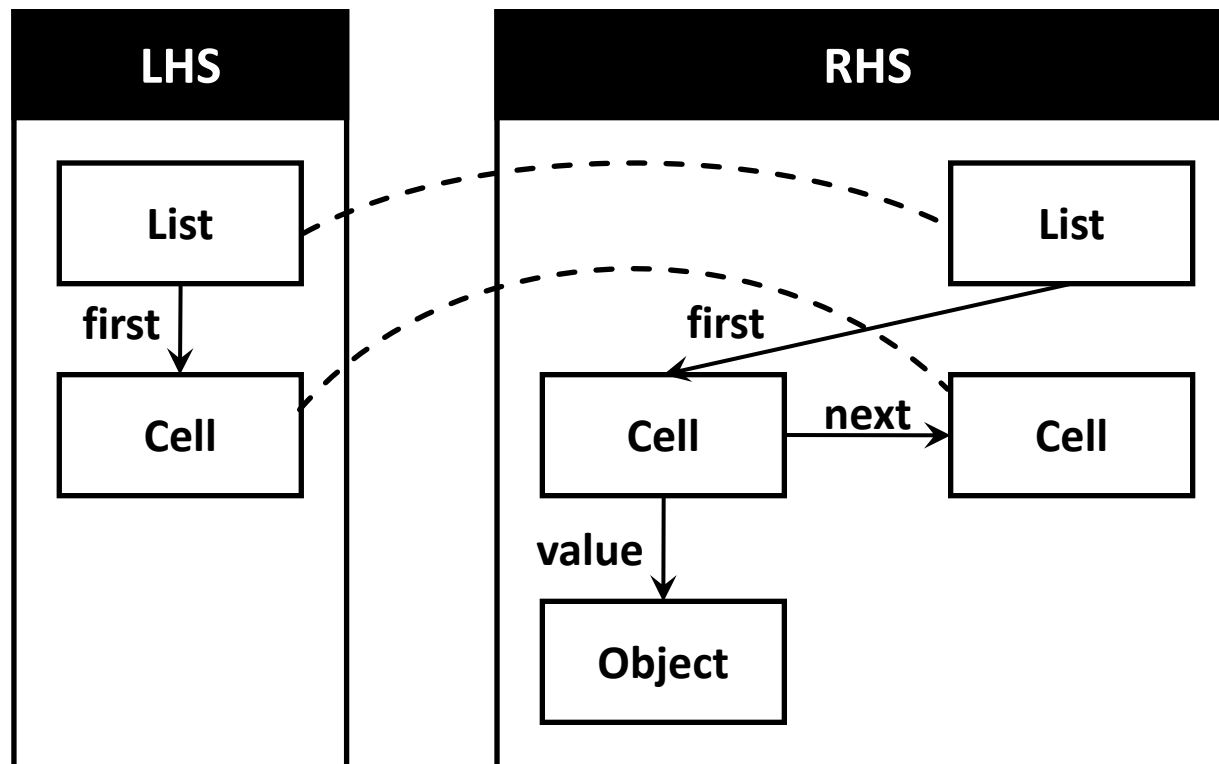 LHS
RHS
List
List
first
first
Cell
Cell
next
Cell
value
Object